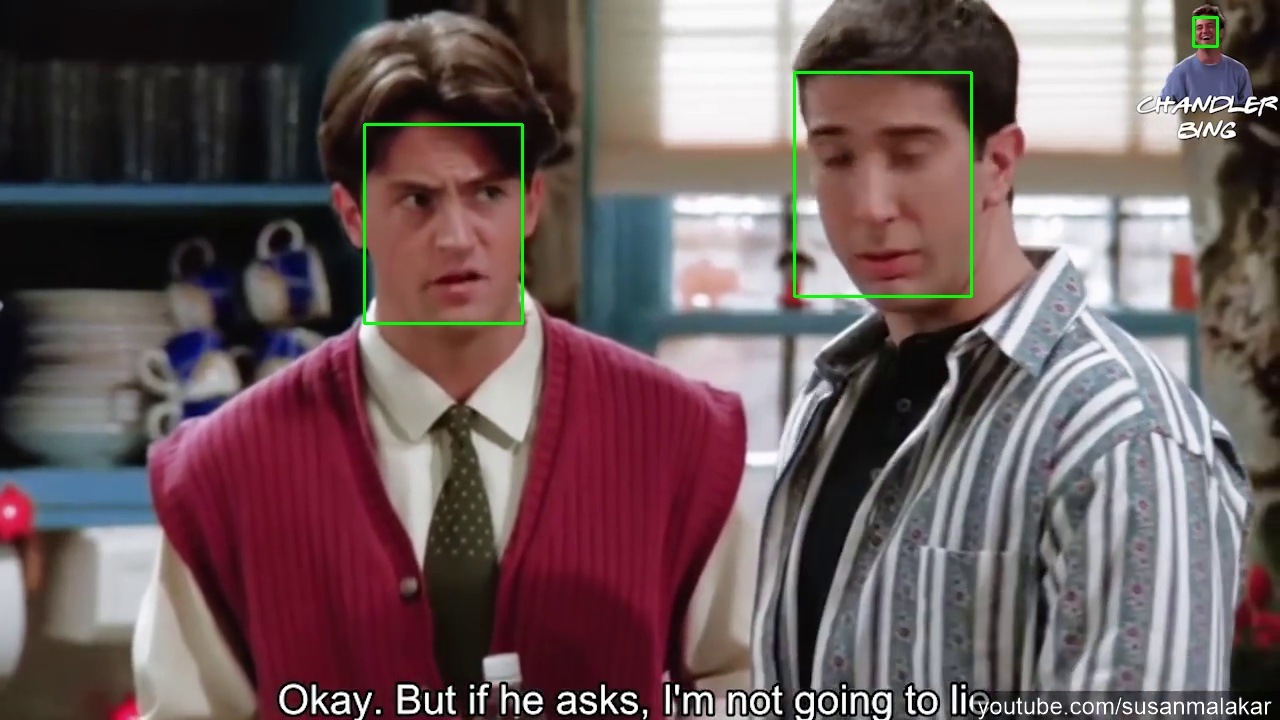 CHANDLER
BING
Okay. But if he asks, I'm not going to lie
youtube.com/susanmalakar